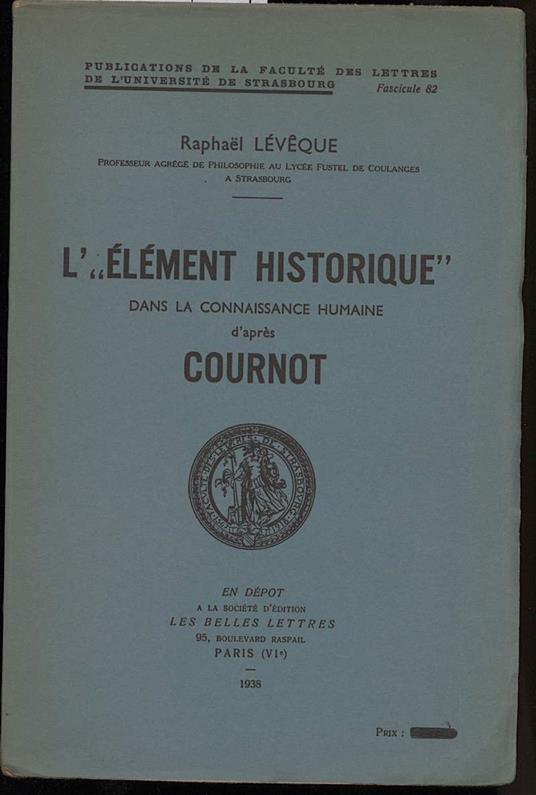 PUBLICATIONS DE LA FACULTÉ DES LETTRES
DE L'UNIVERSITÉ DE STRASBOURG
Fascicule 82
Raphaël LÉVÊQUE
PROFESSEUR AGRÉGÉ DE PHILOSOPHIE AU LYCÉE FUSTEL DE COULANGES
A STRASBOURG
L'„ÉLÉMENT HISTORIQUE"
DANS LA CONNAISSANCE HUMAINE
d'après
COURNOT
EN DÉPOT
A LA SOCIÉTÉ D'ÉDITION
LES BELLES LETTRES
95, BOULEVARD RASPAIL
PARIS (VIe)
1938
PRIX :